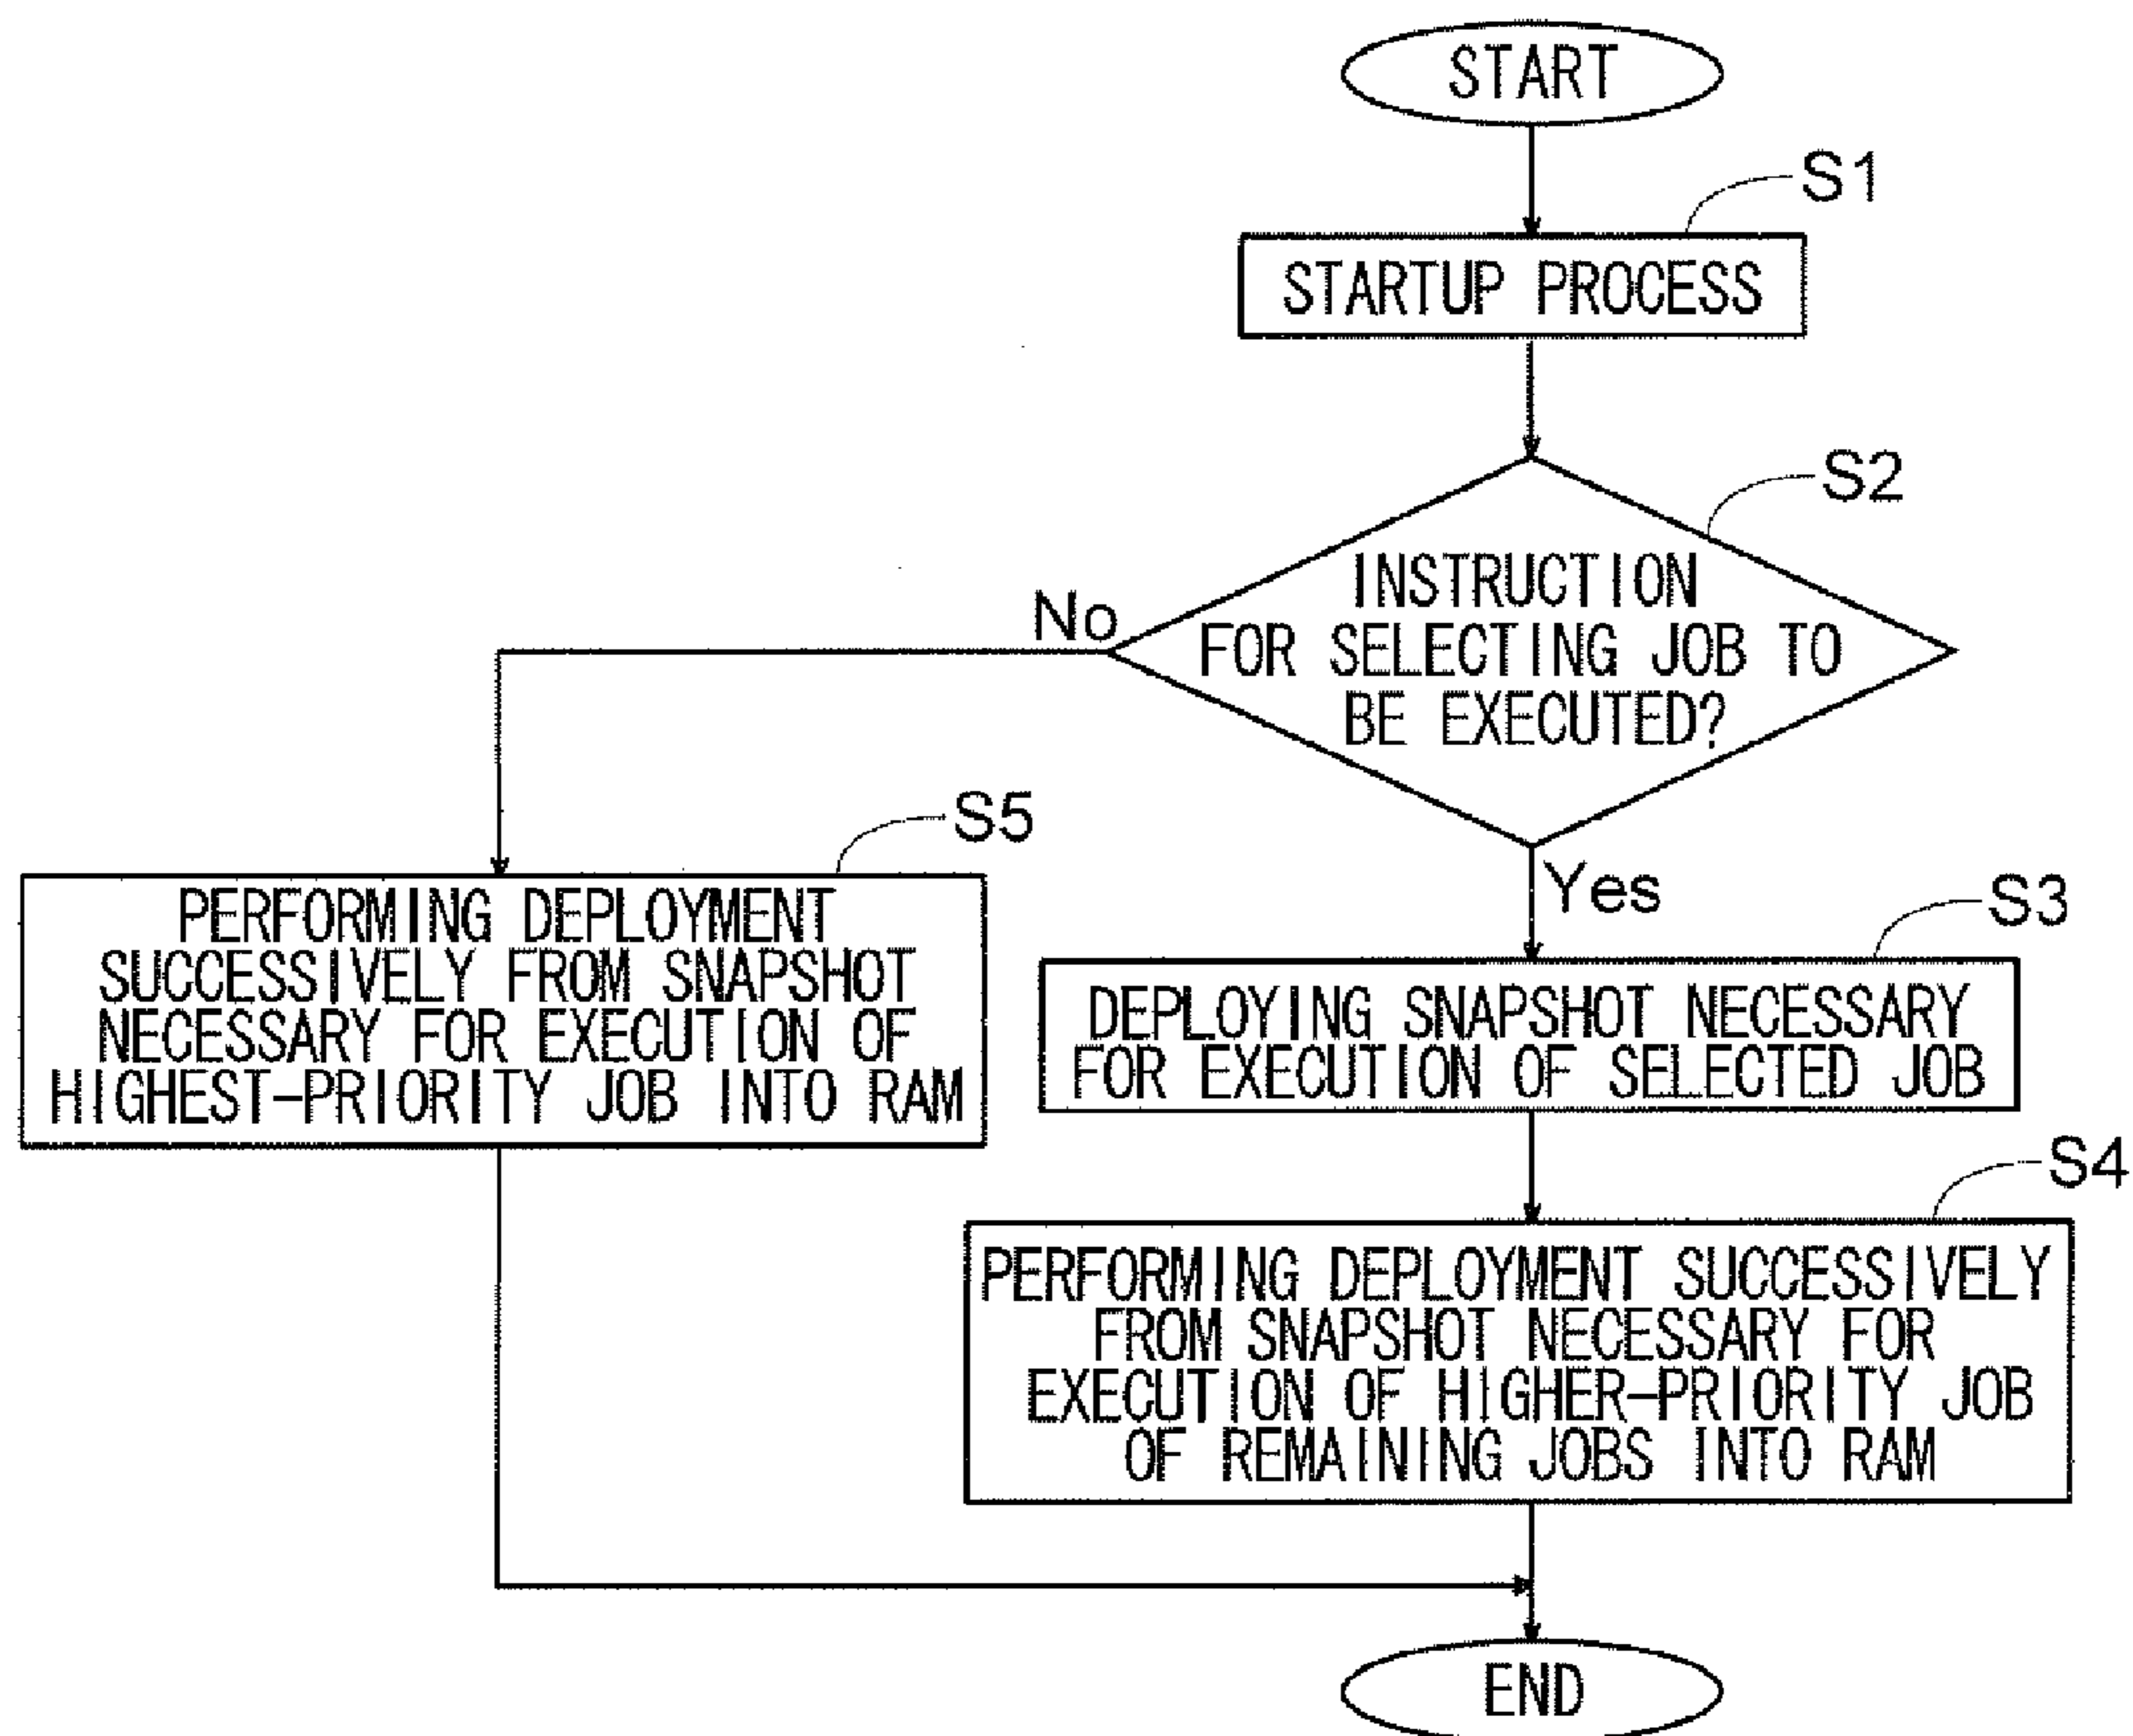 START
S1
STARTUP PROCESS
S2
INSTRUCTION
FOR SELECTING JOB TO
BE EXECUTED?
No
Yes
S5
PERFORMING DEPLOYMENT
SUCCESSIVELY FROM SNAPSHOT
NECESSARY FOR EXECUTION OF
HIGHEST-PRIORITY JOB INTO RAM
S3
DEPLOYING SNAPSHOT NECESSARY
FOR EXECUTION OF SELECTED JOB
S4
PERFORMING DEPLOYMENT SUCCESSIVELY
FROM SNAPSHOT NECESSARY FOR
EXECUTION OF HIGHER-PRIORITY JOB
OF REMAINING JOBS INTO RAM
END